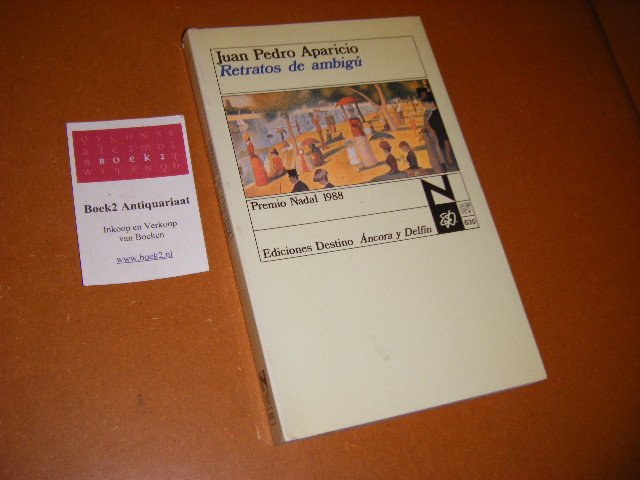 Juan Pedro Aparicio
Retratos de ambigú
Premio Nadal 1988
Ediciones Destino Áncora y Delfín
630
BOEK2
Boek2 Antiquariaat
Inkoop en Verkoop
van Boeken
www.boek2.nl